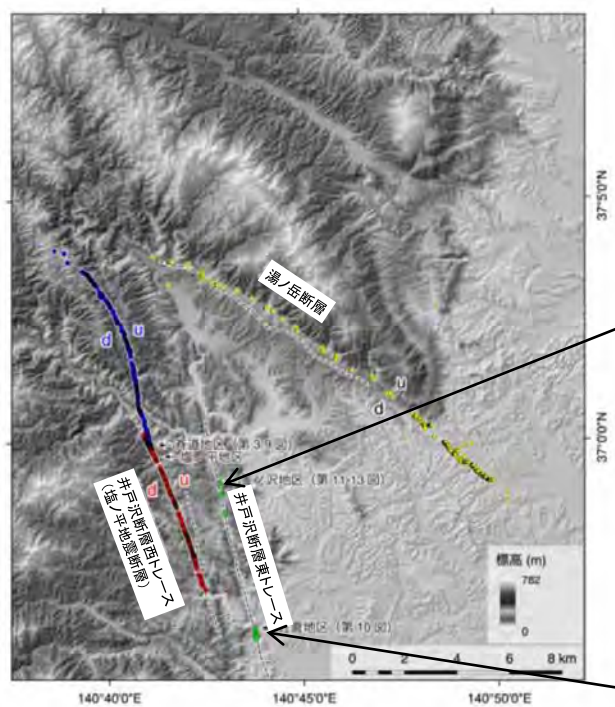 37°5'0"N
湯ノ岳断層
u
d
u
d
37°0'0"N
(第3.9図)
地区(第11-13図)
u
d
井戸沢断層西トレース
(塩ノ平地震断層)
井戸沢断層東トレース
標高 (m)
782
0
地区(第10図)
0 2 4 6 8 km
140°40'0"E
140°45'0"E
140°50'0"E